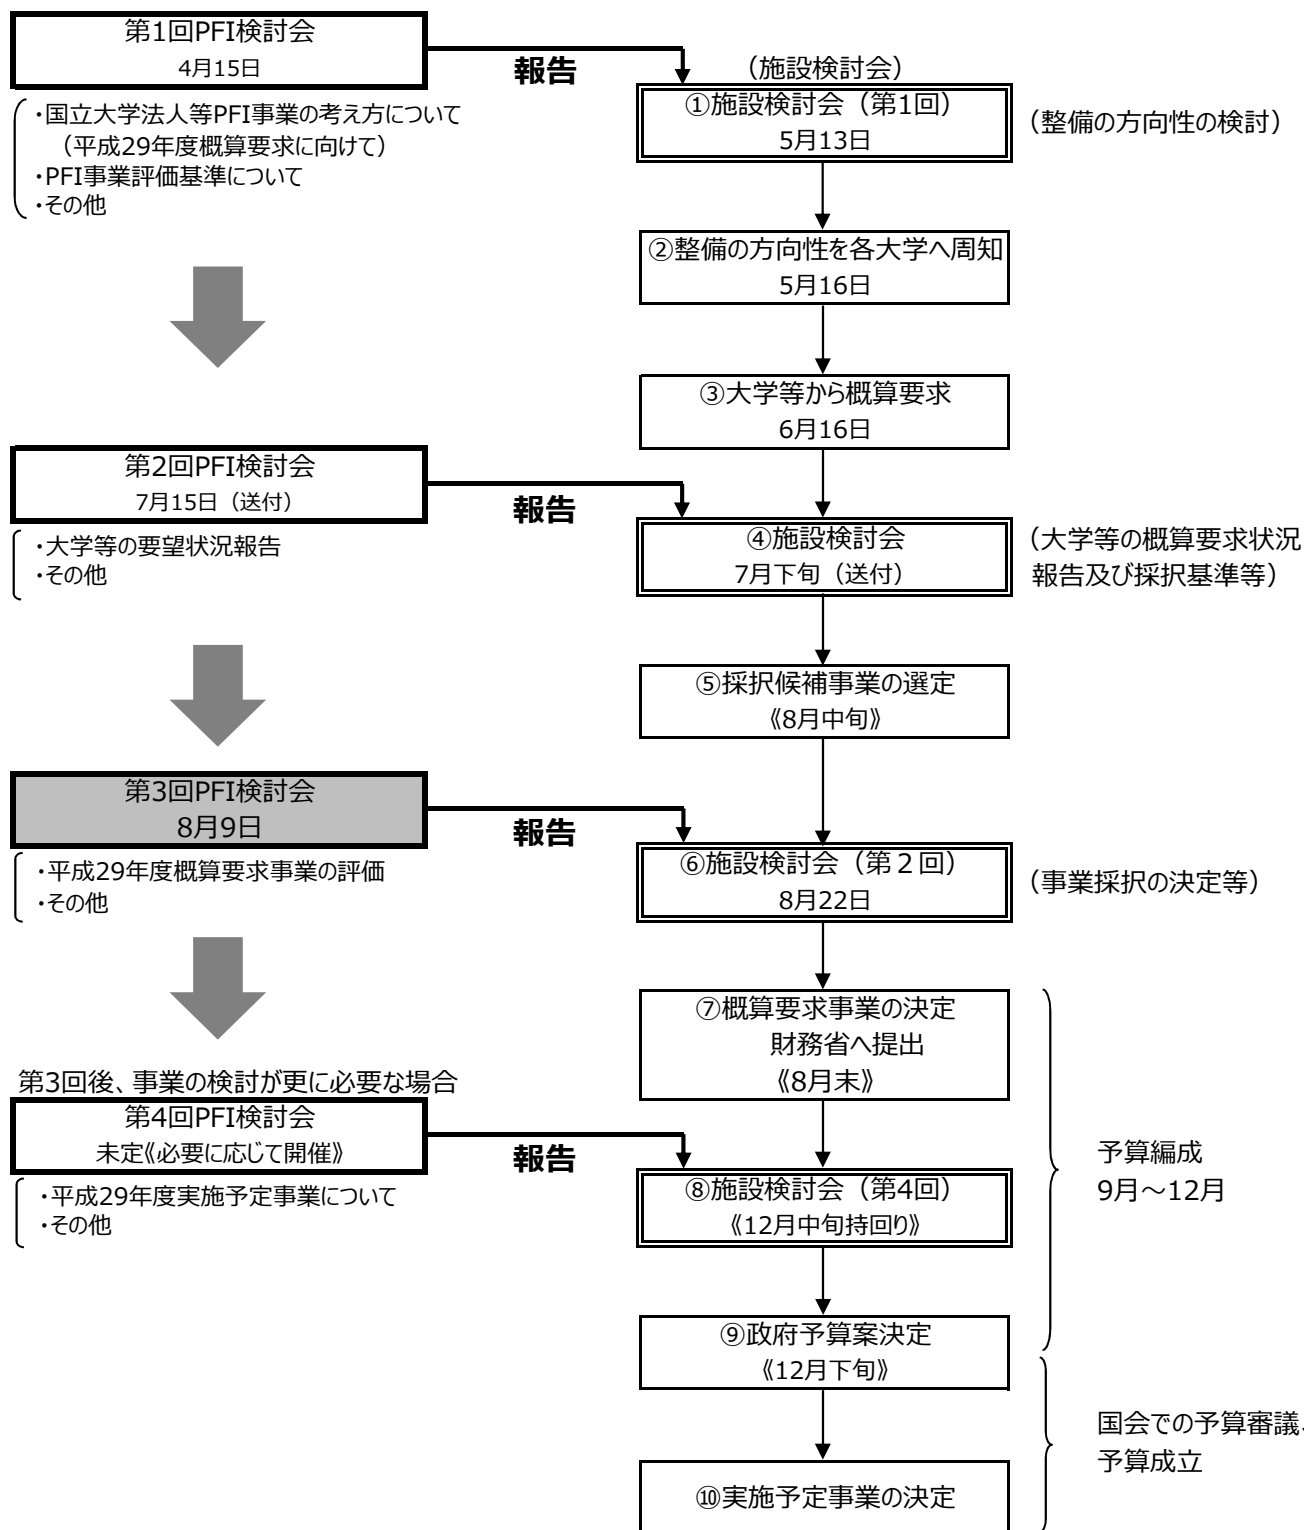 第1回PFI検討会
4月15日
・国立大学法人等PFI事業の考え方について
（平成29年度概算要求に向けて）
・PFI事業評価基準について
・その他
報告
（施設検討会）
①施設検討会（第1回）
5月13日
（整備の方向性の検討）
②整備の方向性を各大学へ周知
5月16日
③大学等から概算要求
6月16日
第2回PFI検討会
7月15日（送付）
・大学等の要望状況報告
・その他
報告
④施設検討会
7月下旬（送付）
（大学等の概算要求状況
報告及び採択基準等）
⑤採択候補事業の選定
《8月中旬》
第3回PFI検討会
8月9日
・平成29年度概算要求事業の評価
・その他
報告
⑥施設検討会（第２回）
8月22日
（事業採択の決定等）
⑦概算要求事業の決定
財務省へ提出
《8月末》
第3回後、事業の検討が更に必要な場合
第4回PFI検討会
未定《必要に応じて開催》
・平成29年度実施予定事業について
・その他
報告
⑧施設検討会（第4回）
《12月中旬持回り》
予算編成
9月～12月
⑨政府予算案決定
《12月下旬》
国会での予算審議、
予算成立
⑩実施予定事業の決定